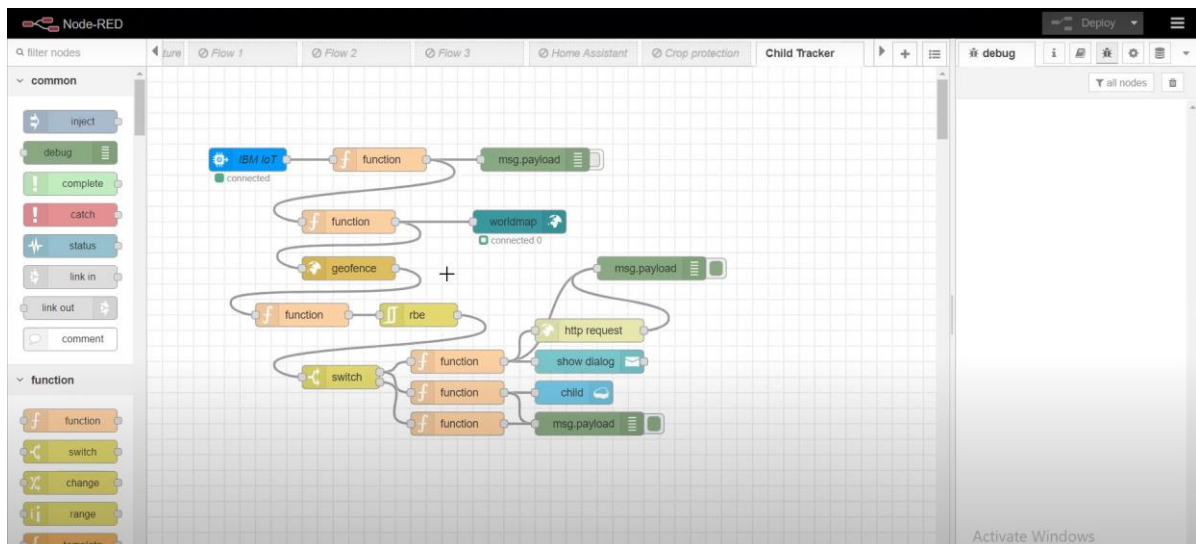 Node-RED
Deploy
filter nodes
ture
Flow 1
Flow 2
Flow 3
Home Assistant
Crop protection
Child Tracker
debug
i
all nodes
common
inject
debug
complete
catch
status
link in
link out
comment
function
function
switch
change
range
template
IBM IoT
connected
function
msg.payload
function
worldmap
connected 0
geofence
msg.payload
function
rbe
http request
function
show dialog
switch
function
child
function
msg.payload
Activate Windows